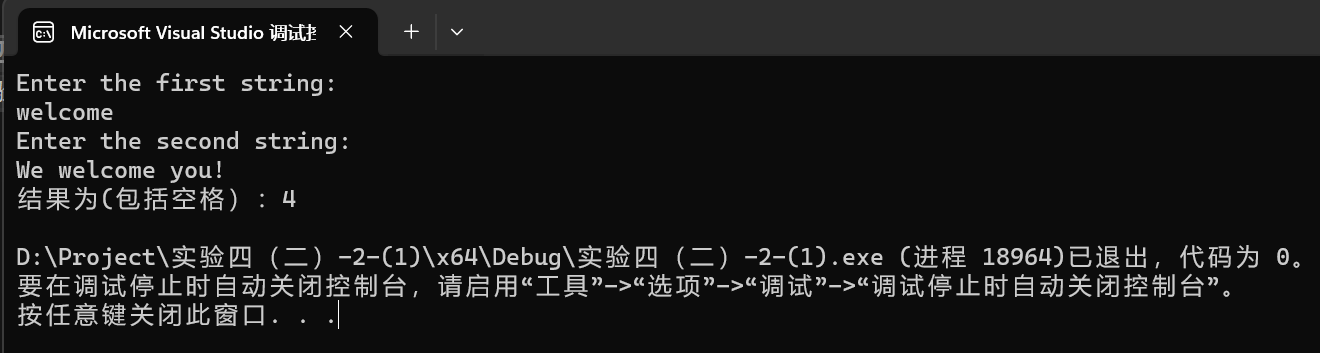 Microsoft Visual Studio 调试控
Enter the first string:
welcome
Enter the second string:
We welcome you!
结果为(包括空格）：4
D:\Project\实验四（二）-2-(1)\x64\Debug\实验四（二）-2-(1).exe (进程 18964)已退出，代码为 0。
要在调试停止时自动关闭控制台，请启用“工具”->“选项”->“调试”->“调试停止时自动关闭控制台”。
按任意键关闭此窗口. . .